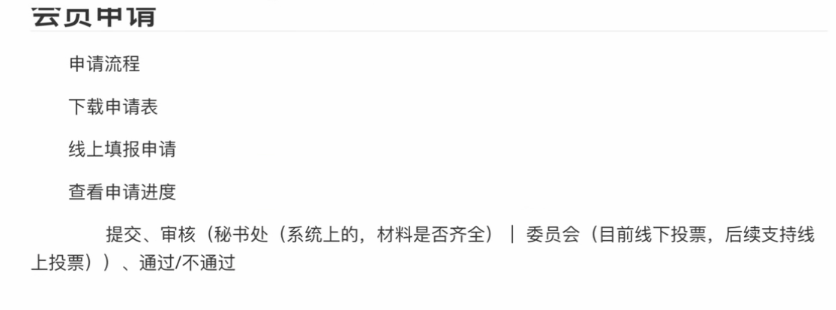 会员申请
申请流程
下载申请表
线上填报申请
查看申请进度
提交、审核（秘书处（系统上的，材料是否齐全）｜ 委员会（目前线下投票，后续支持线
上投票））、通过/不通过